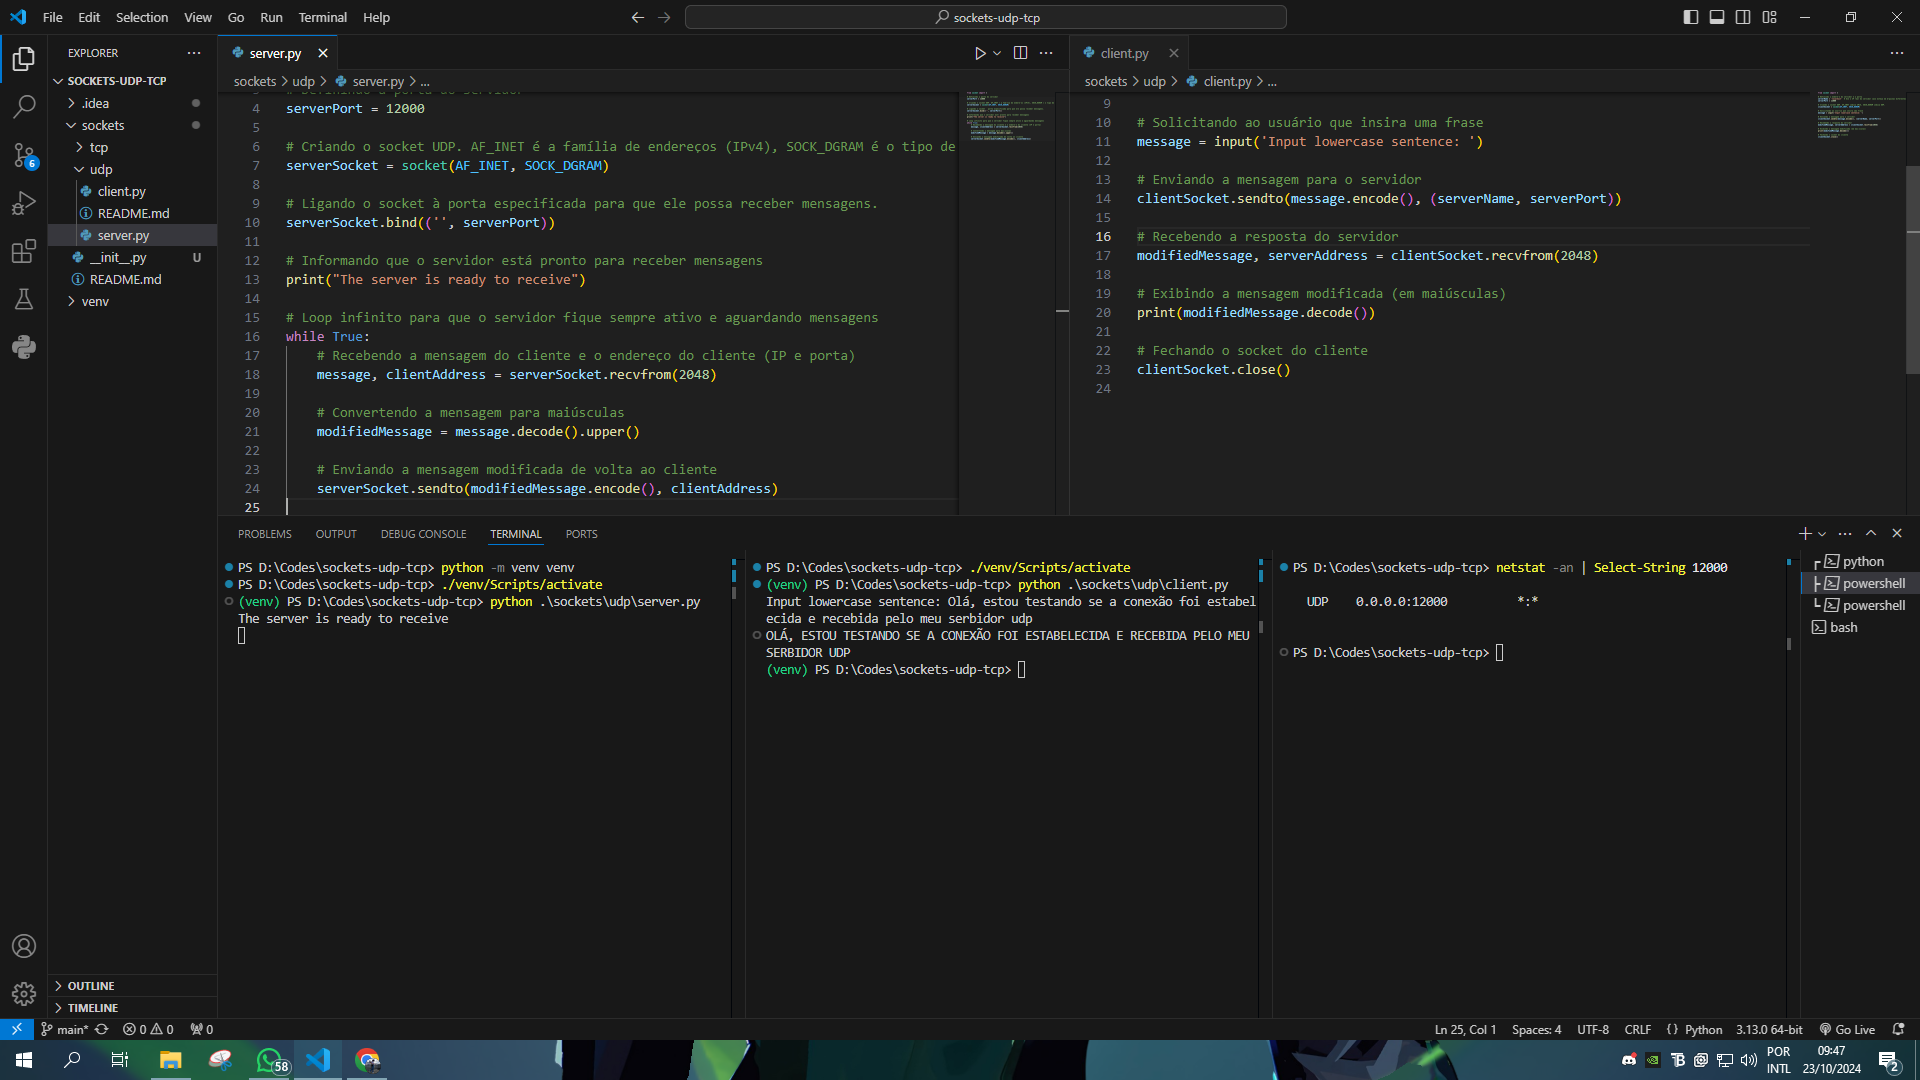 File Edit Selection View Go Run Terminal Help
sockets-udp-tcp
EXPLORER
SOCKETS-UDP-TCP
.idea
sockets
tcp
udp
client.py
README.md
server.py
__init__.py U
README.md
venv
OUTLINE
TIMELINE
6
server.py
sockets > udp > server.py > ...
4 serverPort = 12000
5
6 # Criando o socket UDP. AF_INET é a família de endereços (IPv4), SOCK_DGRAM é o tipo de
7 serverSocket = socket(AF_INET, SOCK_DGRAM)
8
9 # Ligando o socket à porta especificada para que ele possa receber mensagens.
10 serverSocket.bind(('', serverPort))
11
12 # Informando que o servidor está pronto para receber mensagens
13 print("The server is ready to receive")
14
15 # Loop infinito para que o servidor fique sempre ativo e aguardando mensagens
16 while True:
17 # Recebendo a mensagem do cliente e o endereço do cliente (IP e porta)
18 message, clientAddress = serverSocket.recvfrom(2048)
19
20 # Convertendo a mensagem para maiúsculas
21 modifiedMessage = message.decode().upper()
22
23 # Enviando a mensagem modificada de volta ao cliente
24 serverSocket.sendto(modifiedMessage.encode(), clientAddress)
25
client.py
sockets > udp > client.py > ...
9
10 # Solicitando ao usuário que insira uma frase
11 message = input('Input lowercase sentence: ')
12
13 # Enviando a mensagem para o servidor
14 clientSocket.sendto(message.encode(), (serverName, serverPort))
15
16 # Recebendo a resposta do servidor
17 modifiedMessage, serverAddress = clientSocket.recvfrom(2048)
18
19 # Exibindo a mensagem modificada (em maiúsculas)
20 print(modifiedMessage.decode())
21
22 # Fechando o socket do cliente
23 clientSocket.close()
24
PROBLEMS OUTPUT DEBUG CONSOLE TERMINAL PORTS
PS D:\Codes\sockets-udp-tcp> python -m venv venv
PS D:\Codes\sockets-udp-tcp> ./venv/Scripts/activate
(venv) PS D:\Codes\sockets-udp-tcp> python .\sockets\udp\server.py
The server is ready to receive
PS D:\Codes\sockets-udp-tcp> ./venv/Scripts/activate
(venv) PS D:\Codes\sockets-udp-tcp> python .\sockets\udp\client.py
Input lowercase sentence: Olá, estou testando se a conexão foi estabel
ecida e recebida pelo meu serbidor udp
OLÁ, ESTOU TESTANDO SE A CONEXÃO FOI ESTABELECIDA E RECEBIDA PELO MEU
SERBIDOR UDP
(venv) PS D:\Codes\sockets-udp-tcp>
PS D:\Codes\sockets-udp-tcp> netstat -an | Select-String 12000
UDP 0.0.0.0:12000 *:*
PS D:\Codes\sockets-udp-tcp>
python
powershell
powershell
bash
main* 0 0 0
Ln 25, Col 1 Spaces: 4 UTF-8 CRLF Python 3.13.0 64-bit Go Live
58
POR
INTL
09:47
23/10/2024
2